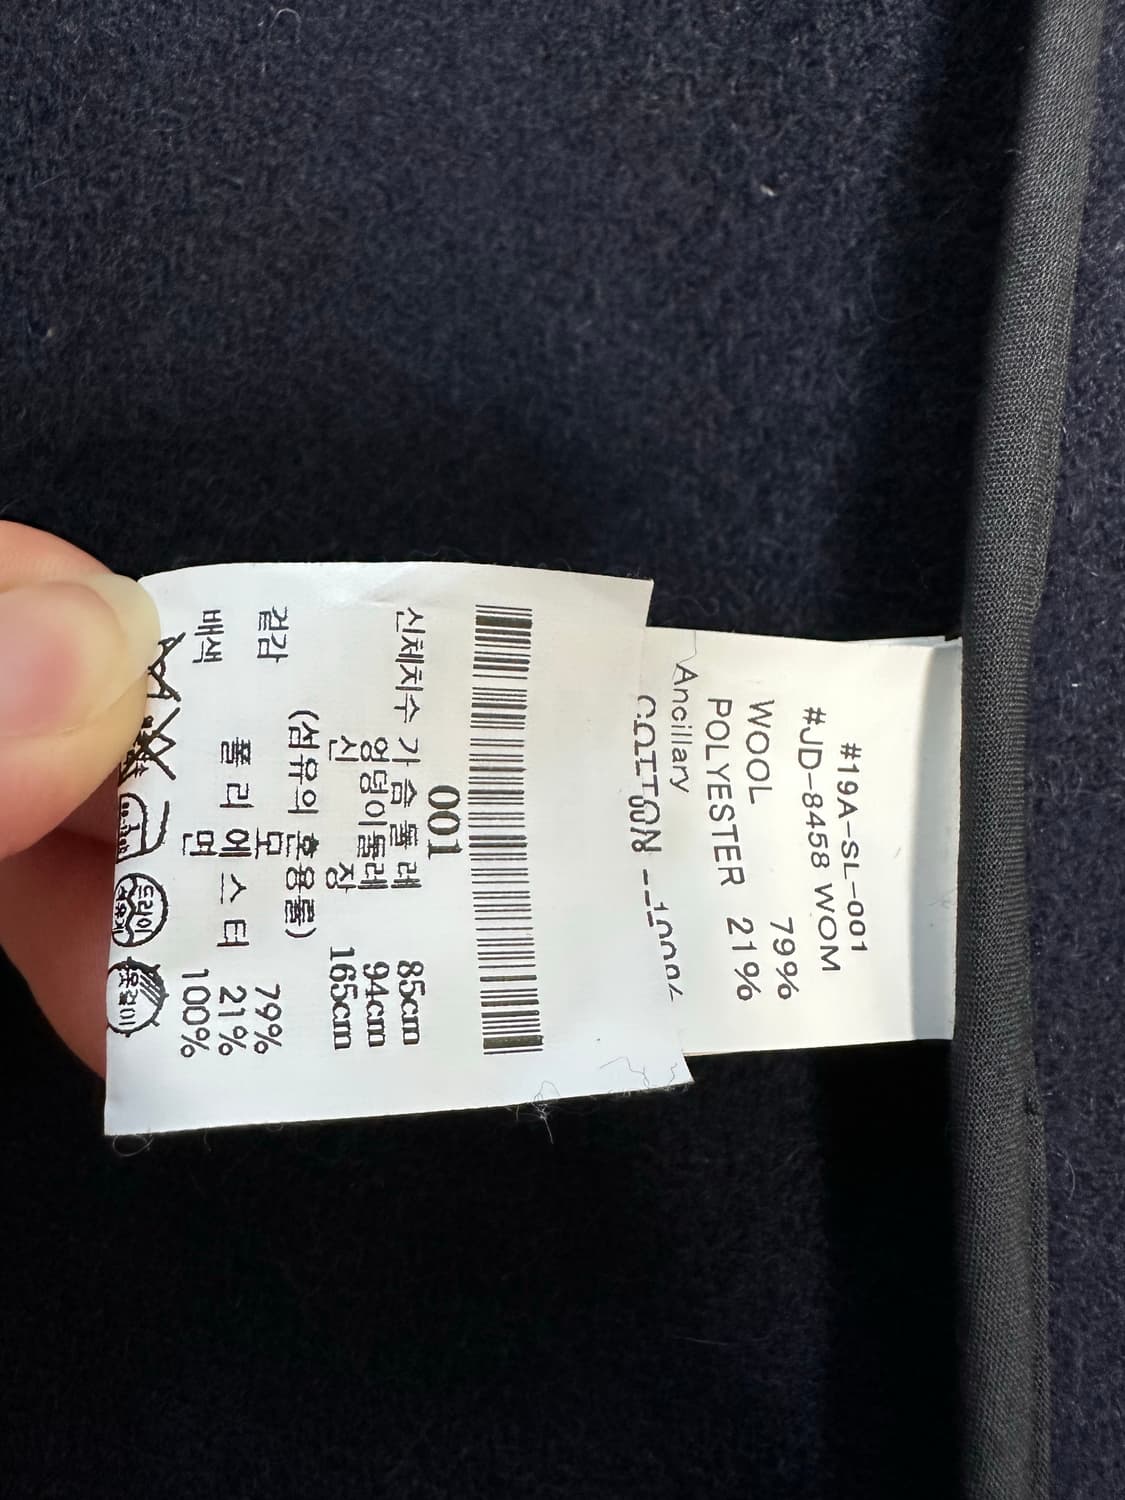 #19A-SL-001
#JD-8458 WOM
WOOL 79%
POLYESTER 21%
Ancillary
001
신체치수 가슴둘레 85cm
엉덩이둘레 94cm
신 장 165cm
(섬유의 혼용율)
겉감 모 79%
폴리에스터 21%
배색 면 100%
드라이